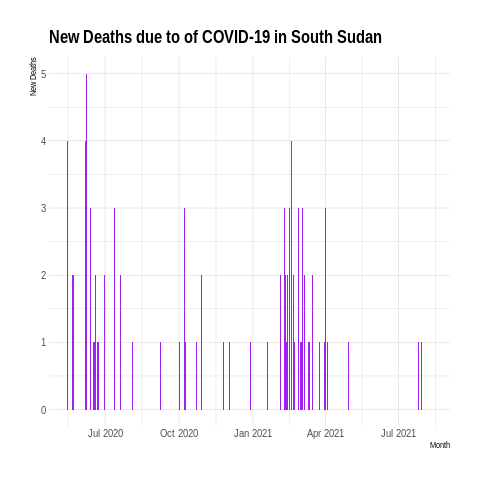 New Deaths due to of COVID-19 in South Sudan
New Deaths
5
4
3
2
1
0
Jul 2020 Oct 2020 Jan 2021 Apr 2021 Jul 2021
Month